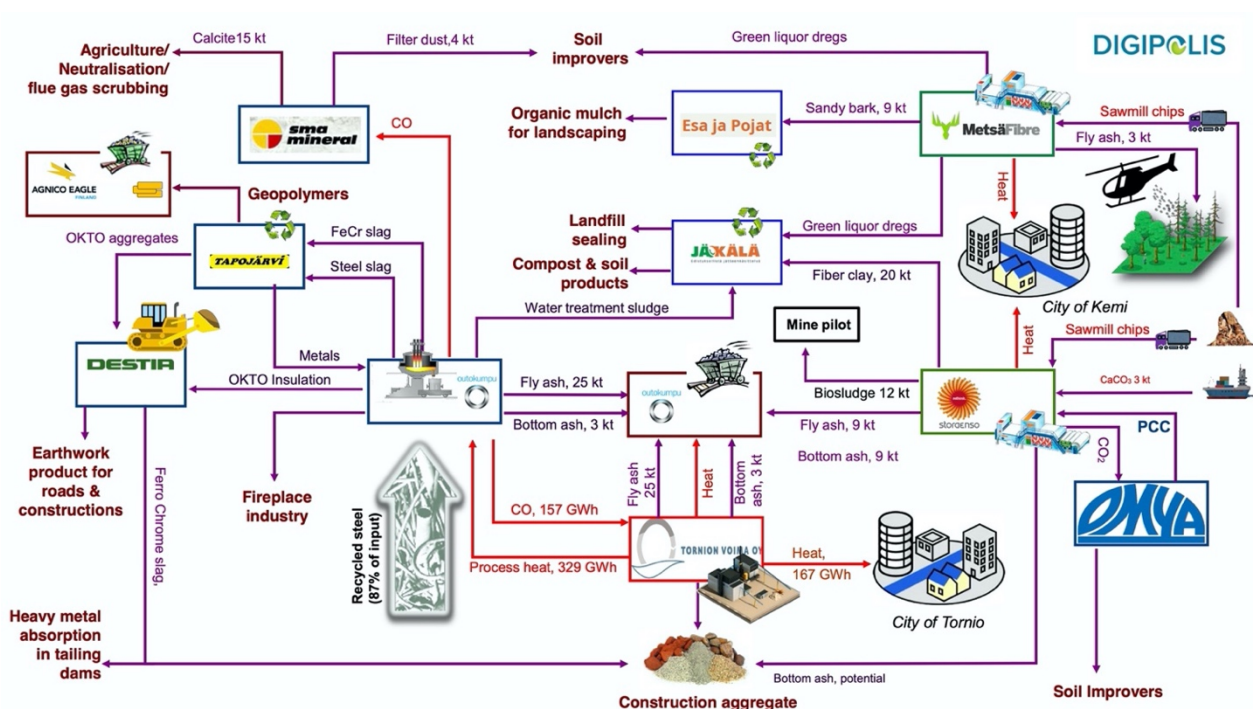 Agriculture/
Neutralisation/
flue gas scrubbing
Calcite15 kt
Filter dust,4 kt
Soil
improvers
Green liquor dregs
DIGIPOLIS
sma
mineral
CO
Organic mulch
for landscaping
Esa ja Pojat
Sandy bark, 9 kt
MetsäFibre
Sawmill chips
Fly ash, 3 kt
AGNICO EAGLE
FINLAND
Geopolymers
OKTO aggregates
TAPOJÄRVI
FeCr slag
Steel slag
Landfill
sealing
Compost & soil
products
JÄKÄLÄ
Green liquor dregs
Fiber clay, 20 kt
Heat
City of Kemi
Water treatment sludge
Mine pilot
Heat
Sawmill chips
DESTIA
Metals
OKTO Insulation
outokumpu
Fly ash, 25 kt
Bottom ash, 3 kt
outokumpu
Biosludge 12 kt
Fly ash, 9 kt
Bottom ash, 9 kt
storaenso
CaCO₃ 3 kt
PCC
CO₂
OMYA
Earthwork
product for
roads &
constructions
Ferro Chrome slag,
Fireplace
industry
Recycled steel
(87% of input)
Fly ash
25 kt
Heat
Bottom
ash, 3 kt
CO, 157 GWh
Process heat, 329 GWh
TORNION VOIMA OY
Heat,
167 GWh
City of Tornio
Heavy metal
absorption
in tailing
dams
Construction aggregate
Bottom ash, potential
Soil Improvers